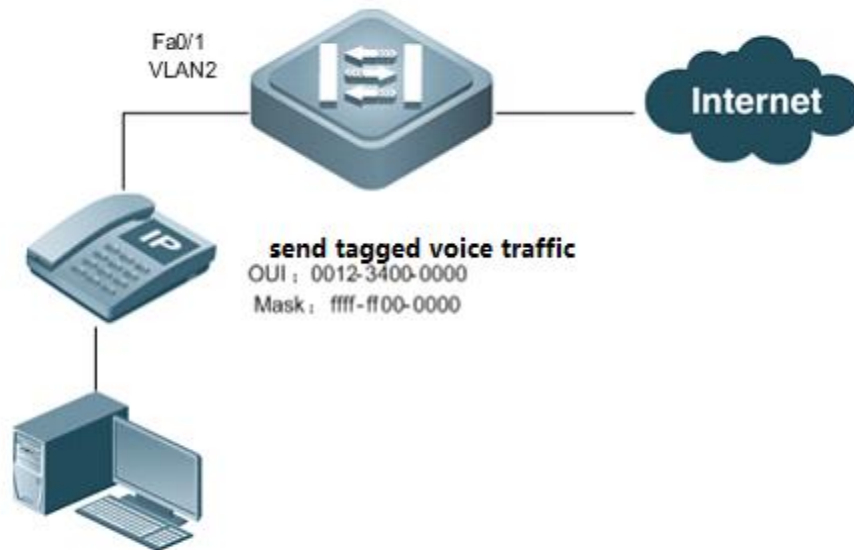 Fa0/1
VLAN2
Internet
IP
send tagged voice traffic
OUI：0012-3400-0000
Mask：ffff-ff00-0000